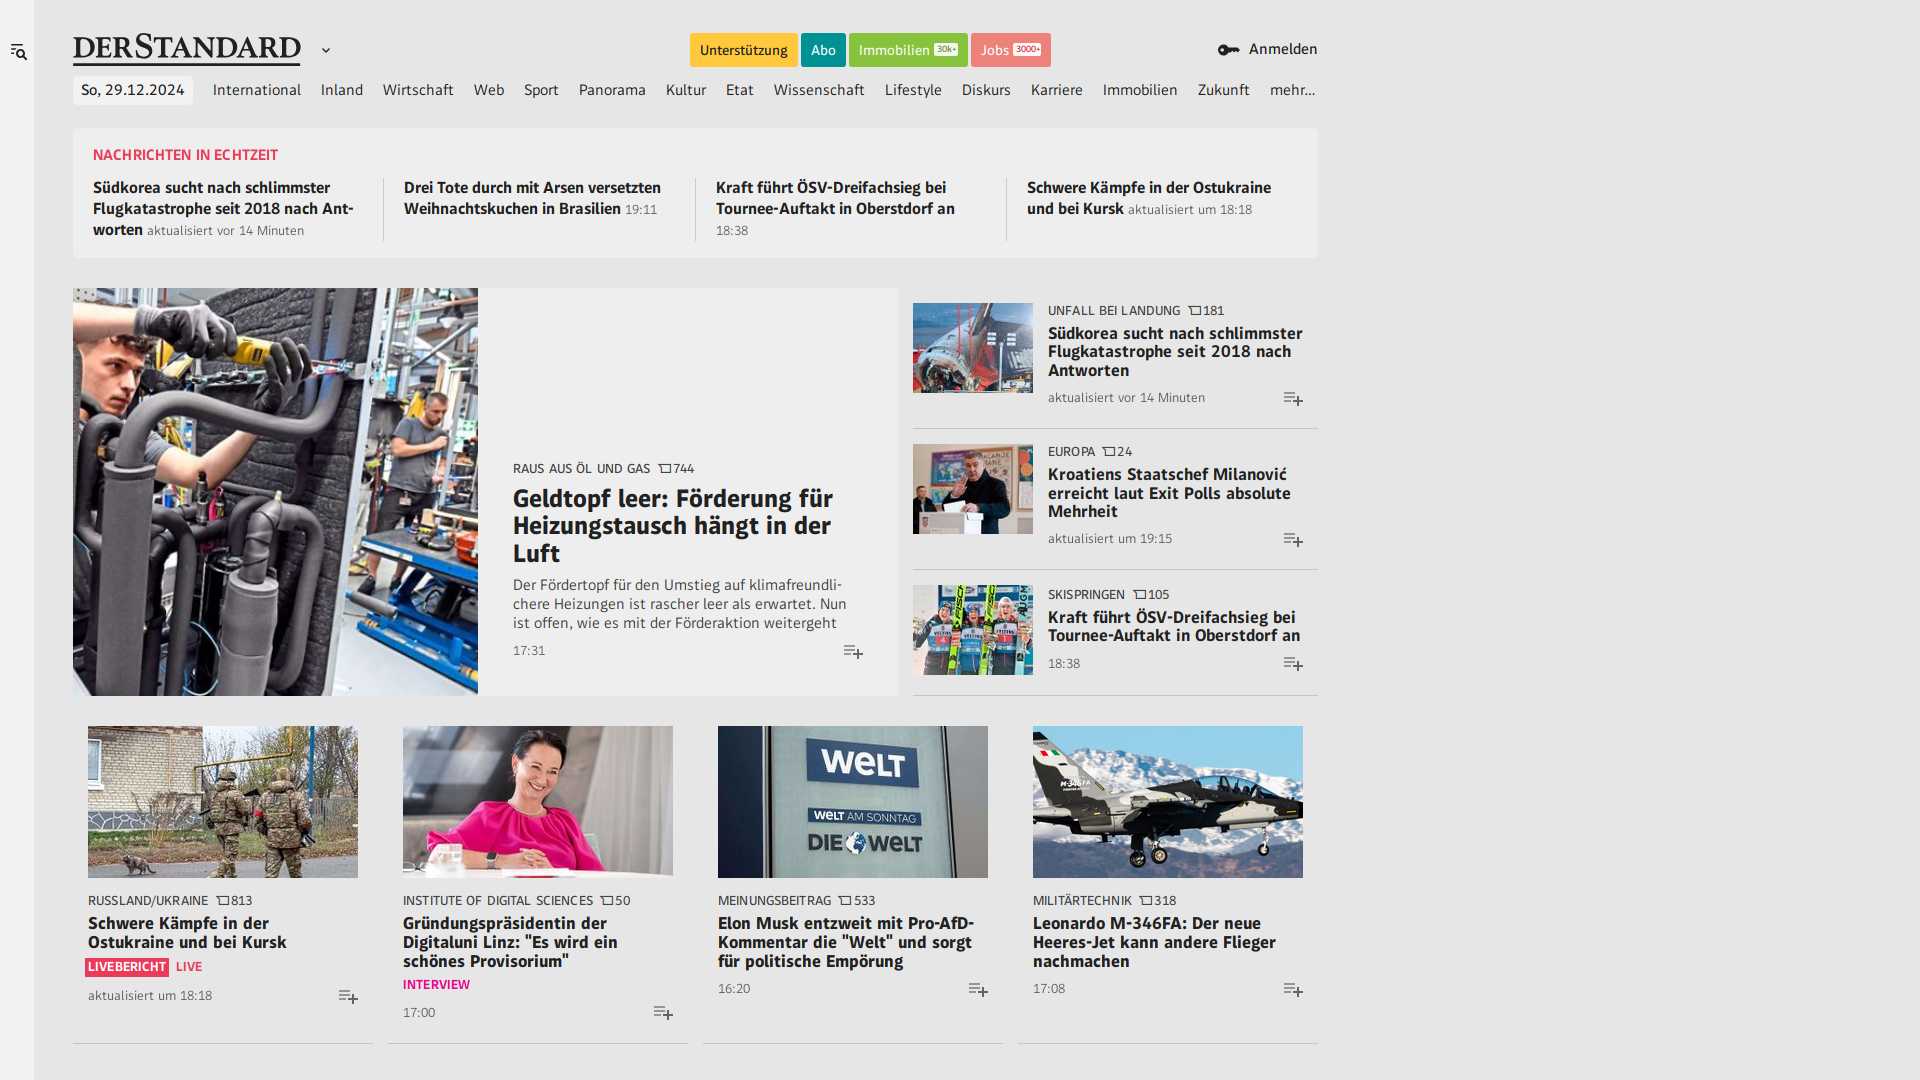 DERSTANDARD
Unterstützung
Abo
Immobilien 30k+
Jobs 3000+
Anmelden
So, 29.12.2024
International
Inland
Wirtschaft
Web
Sport
Panorama
Kultur
Etat
Wissenschaft
Lifestyle
Diskurs
Karriere
Immobilien
Zukunft
mehr...
NACHRICHTEN IN ECHTZEIT
Südkorea sucht nach schlimmster
Flugkatastrophe seit 2018 nach Ant-
worten aktualisiert vor 14 Minuten
Drei Tote durch mit Arsen versetzten
Weihnachtskuchen in Brasilien 19:11
Kraft führt ÖSV-Dreifachsieg bei
Tournee-Auftakt in Oberstdorf an
18:38
Schwere Kämpfe in der Ostukraine
und bei Kursk aktualisiert um 18:18
RAUS AUS ÖL UND GAS 744
Geldtopf leer: Förderung für
Heizungstausch hängt in der
Luft
Der Fördertopf für den Umstieg auf klimafreundli-
chere Heizungen ist rascher leer als erwartet. Nun
ist offen, wie es mit der Förderaktion weitergeht
17:31
UNFALL BEI LANDUNG 181
Südkorea sucht nach schlimmster
Flugkatastrophe seit 2018 nach
Antworten
aktualisiert vor 14 Minuten
EUROPA 24
Kroatiens Staatschef Milanović
erreicht laut Exit Polls absolute
Mehrheit
aktualisiert um 19:15
SKISPRINGEN 105
Kraft führt ÖSV-Dreifachsieg bei
Tournee-Auftakt in Oberstdorf an
18:38
RUSSLAND/UKRAINE 813
Schwere Kämpfe in der
Ostukraine und bei Kursk
LIVEBERICHT LIVE
aktualisiert um 18:18
INSTITUTE OF DIGITAL SCIENCES 50
Gründungspräsidentin der
Digitaluni Linz: "Es wird ein
schönes Provisorium"
INTERVIEW
17:00
WELT
WELT AM SONNTAG
DIE WELT
MEINUNGSBEITRAG 533
Elon Musk entzweit mit Pro-AfD-
Kommentar die "Welt" und sorgt
für politische Empörung
16:20
M-346FA
MILITÄRTECHNIK 318
Leonardo M-346FA: Der neue
Heeres-Jet kann andere Flieger
nachmachen
17:08